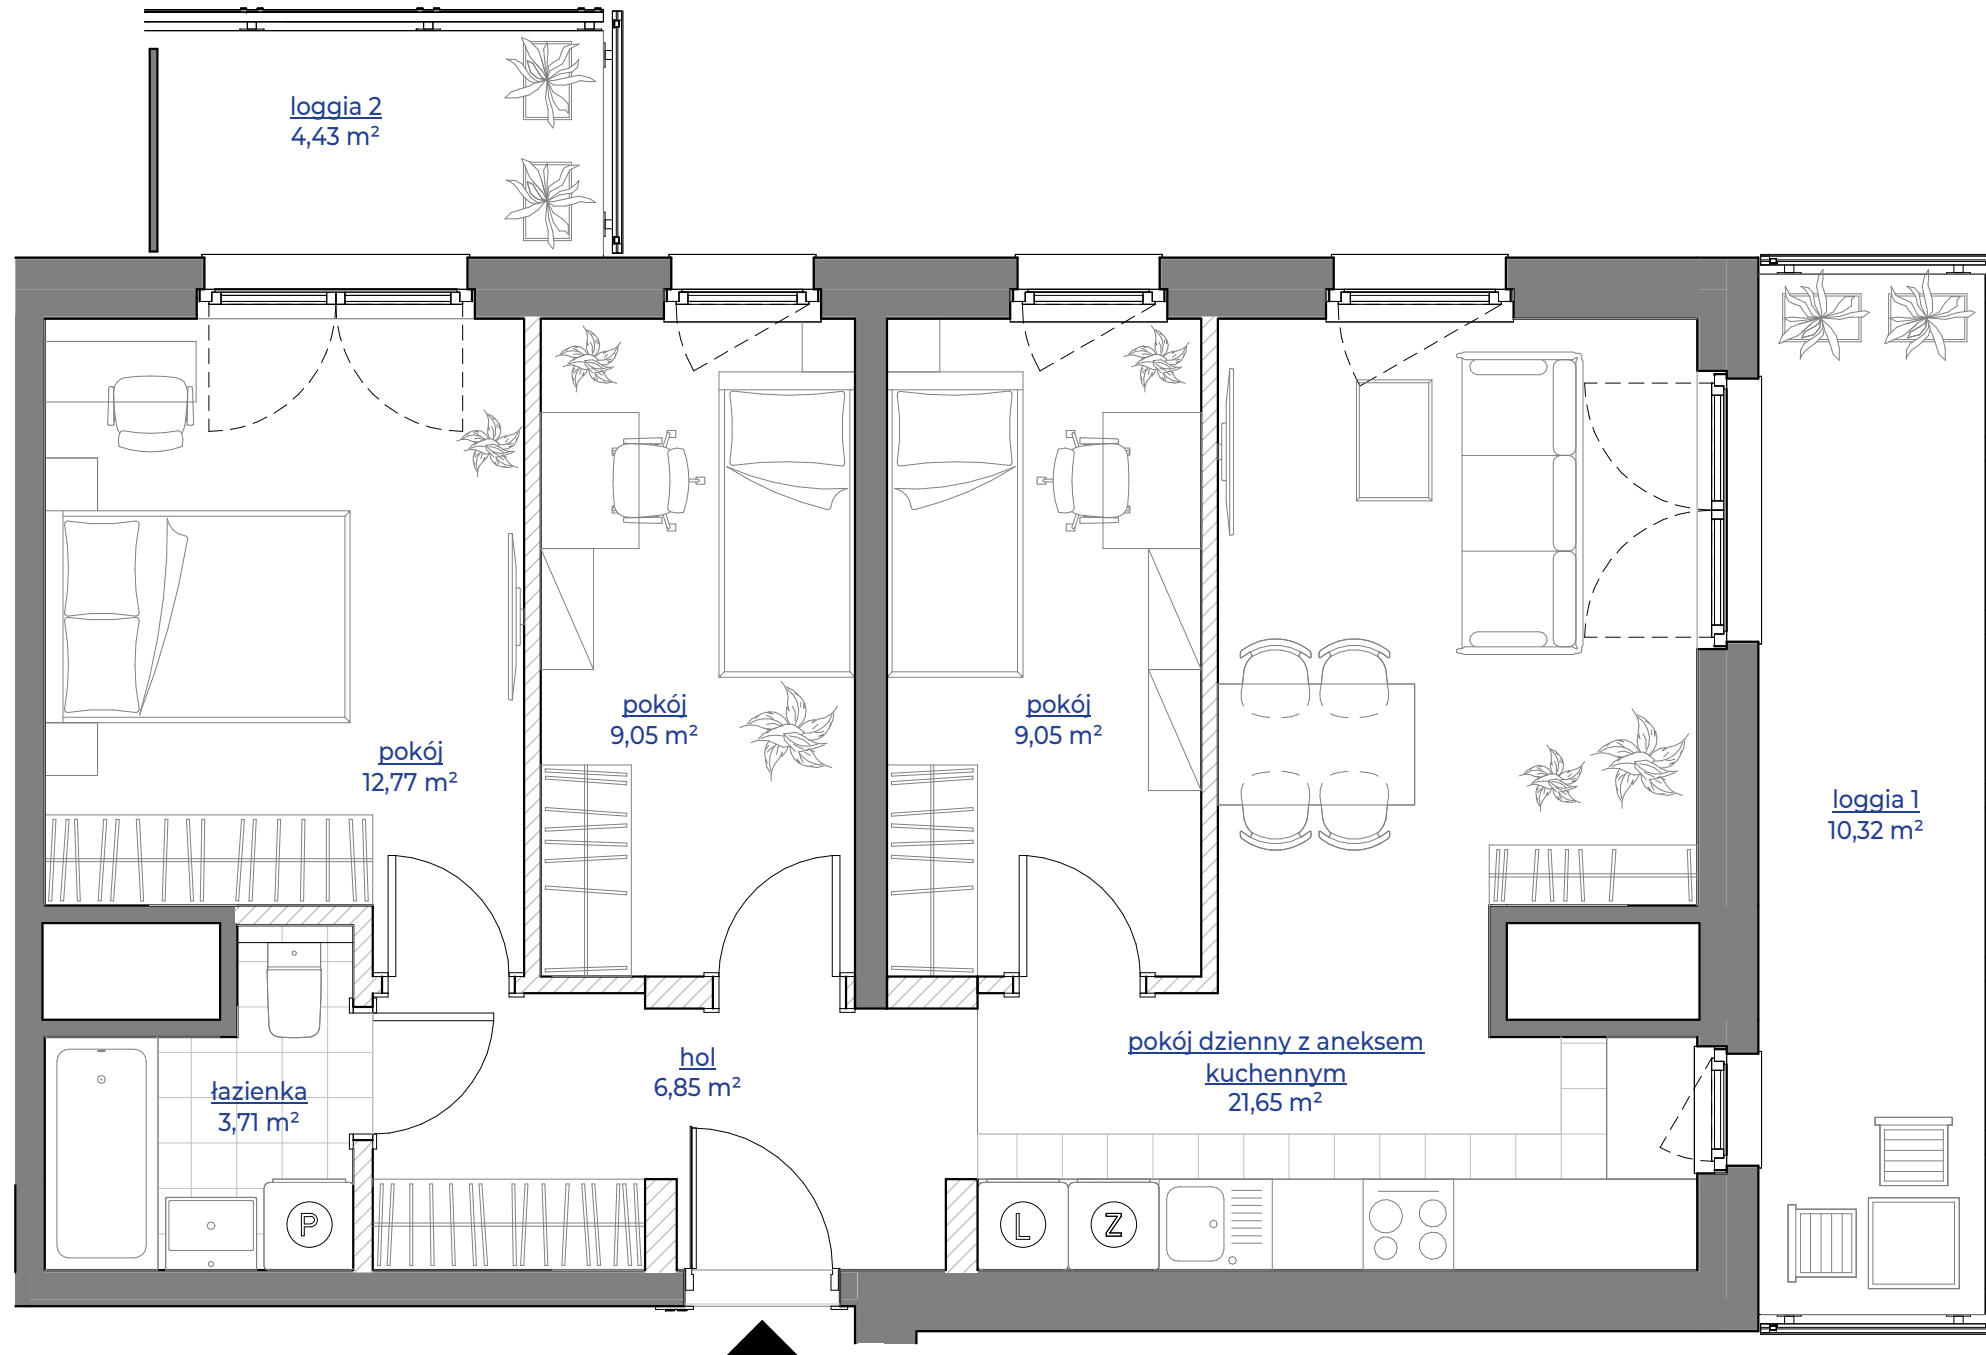 loggia 2
4,43 m²
pokój
12,77 m²
pokój
9,05 m²
pokój
9,05 m²
loggia 1
10,32 m²
pokój dzienny z aneksem
kuchennym
21,65 m²
hol
6,85 m²
łazienka
3,71 m²
P
L
Z